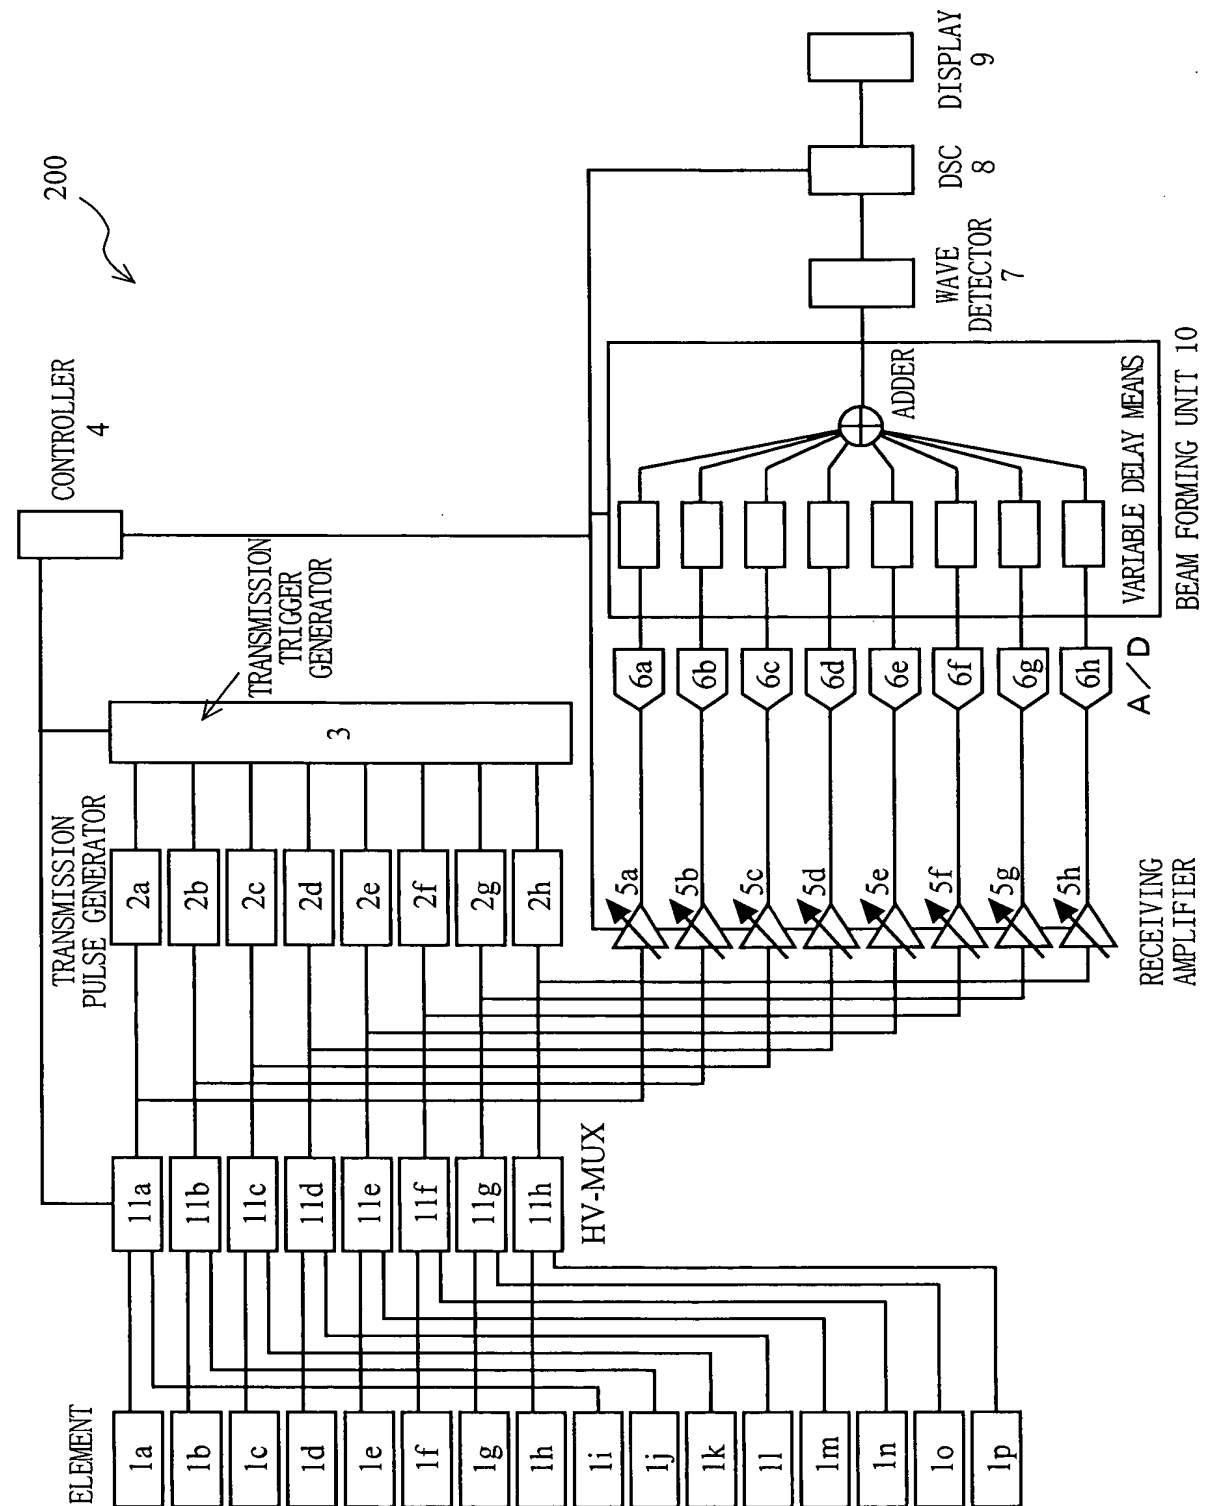 ELEMENT
1a
1b
1c
1d
1e
1f
1g
1h
1i
1j
1k
1l
1m
1n
1o
1p
11a
11b
11c
11d
11e
11f
11g
11h
HV-MUX
TRANSMISSION
PULSE GENERATOR
2a
2b
2c
2d
2e
2f
2g
2h
TRANSMISSION
TRIGGER
GENERATOR
3
CONTROLLER
4
200
5a
5b
5c
5d
5e
5f
5g
5h
RECEIVING
AMPLIFIER
6a
6b
6c
6d
6e
6f
6g
6h
A/D
ADDER
VARIABLE DELAY MEANS
BEAM FORMING UNIT 10
WAVE
DETECTOR
7
DSC
8
DISPLAY
9